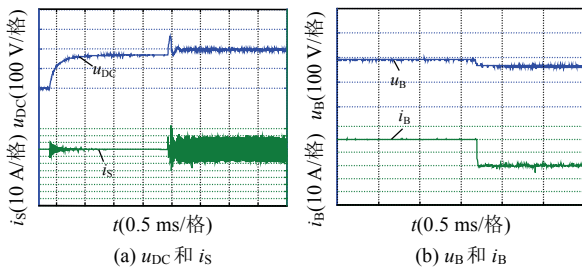 u_DC(100 V/格)
i_S(10 A/格)
u_DC
i_S
t(0.5 ms/格)
(a) u_DC 和 i_S
u_B(100 V/格)
i_B(10 A/格)
u_B
i_B
t(0.5 ms/格)
(b) u_B 和 i_B